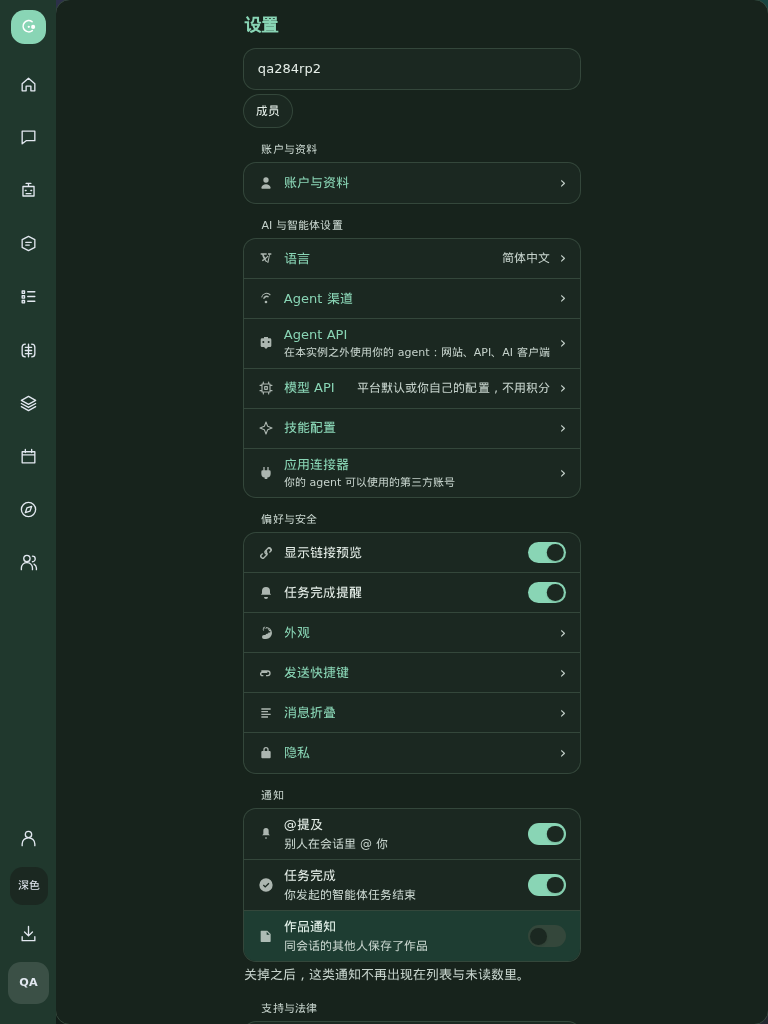 设置
qa284rp2
成员
账户与资料
账户与资料
AI 与智能体设置
语言 简体中文
Agent 渠道
Agent API
在本实例之外使用你的 agent：网站、API、AI 客户端
模型 API 平台默认或你自己的配置，不用积分
技能配置
应用连接器
你的 agent 可以使用的第三方账号
偏好与安全
显示链接预览
任务完成提醒
外观
发送快捷键
消息折叠
隐私
通知
@提及
别人在会话里 @ 你
任务完成
你发起的智能体任务结束
作品通知
同会话的其他人保存了作品
关掉之后，这类通知不再出现在列表与未读数里。
支持与法律
深色
QA